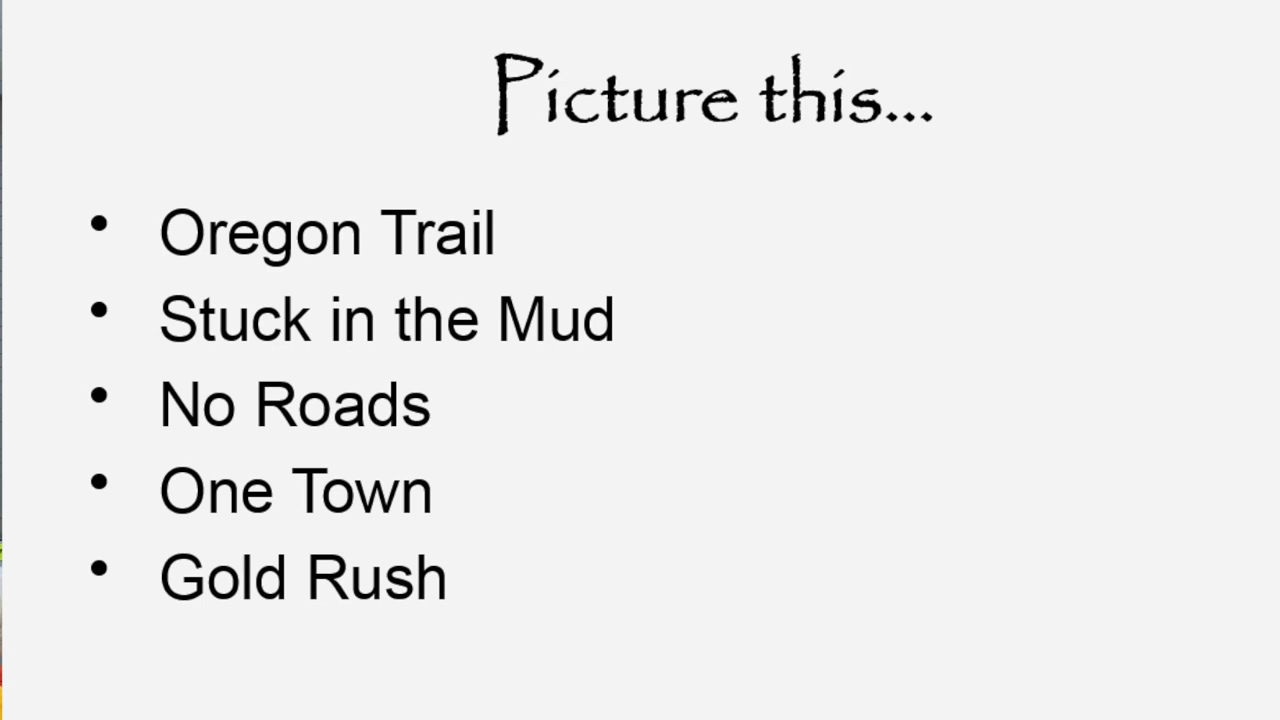 Picture this...
• Oregon Trail
• Stuck in the Mud
• No Roads
• One Town
• Gold Rush